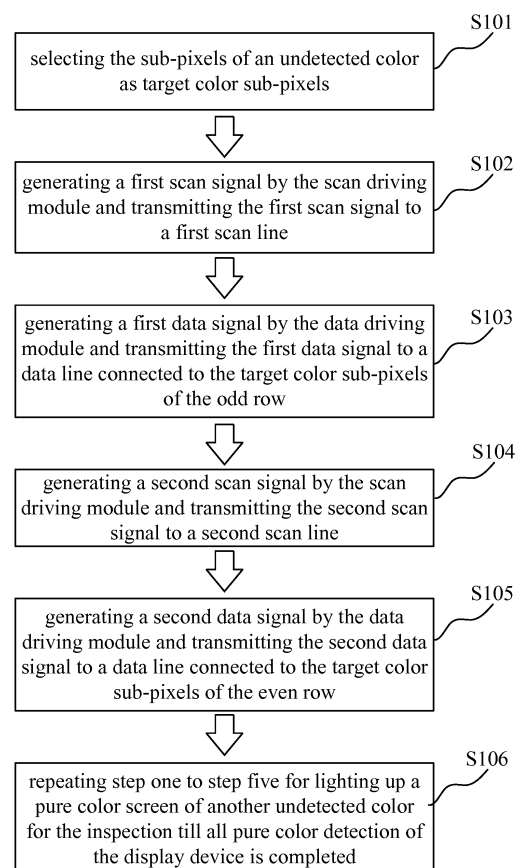 S101
selecting the sub-pixels of an undetected color
as target color sub-pixels
S102
generating a first scan signal by the scan driving
module and transmitting the first scan signal to
a first scan line
S103
generating a first data signal by the data driving
module and transmitting the first data signal to a
data line connected to the target color sub-pixels
of the odd row
S104
generating a second scan signal by the scan
driving module and transmitting the second scan
signal to a second scan line
S105
generating a second data signal by the data
driving module and transmitting the second data
signal to a data line connected to the target color
sub-pixels of the even row
S106
repeating step one to step five for lighting up a
pure color screen of another undetected color
for the inspection till all pure color detection of
the display device is completed